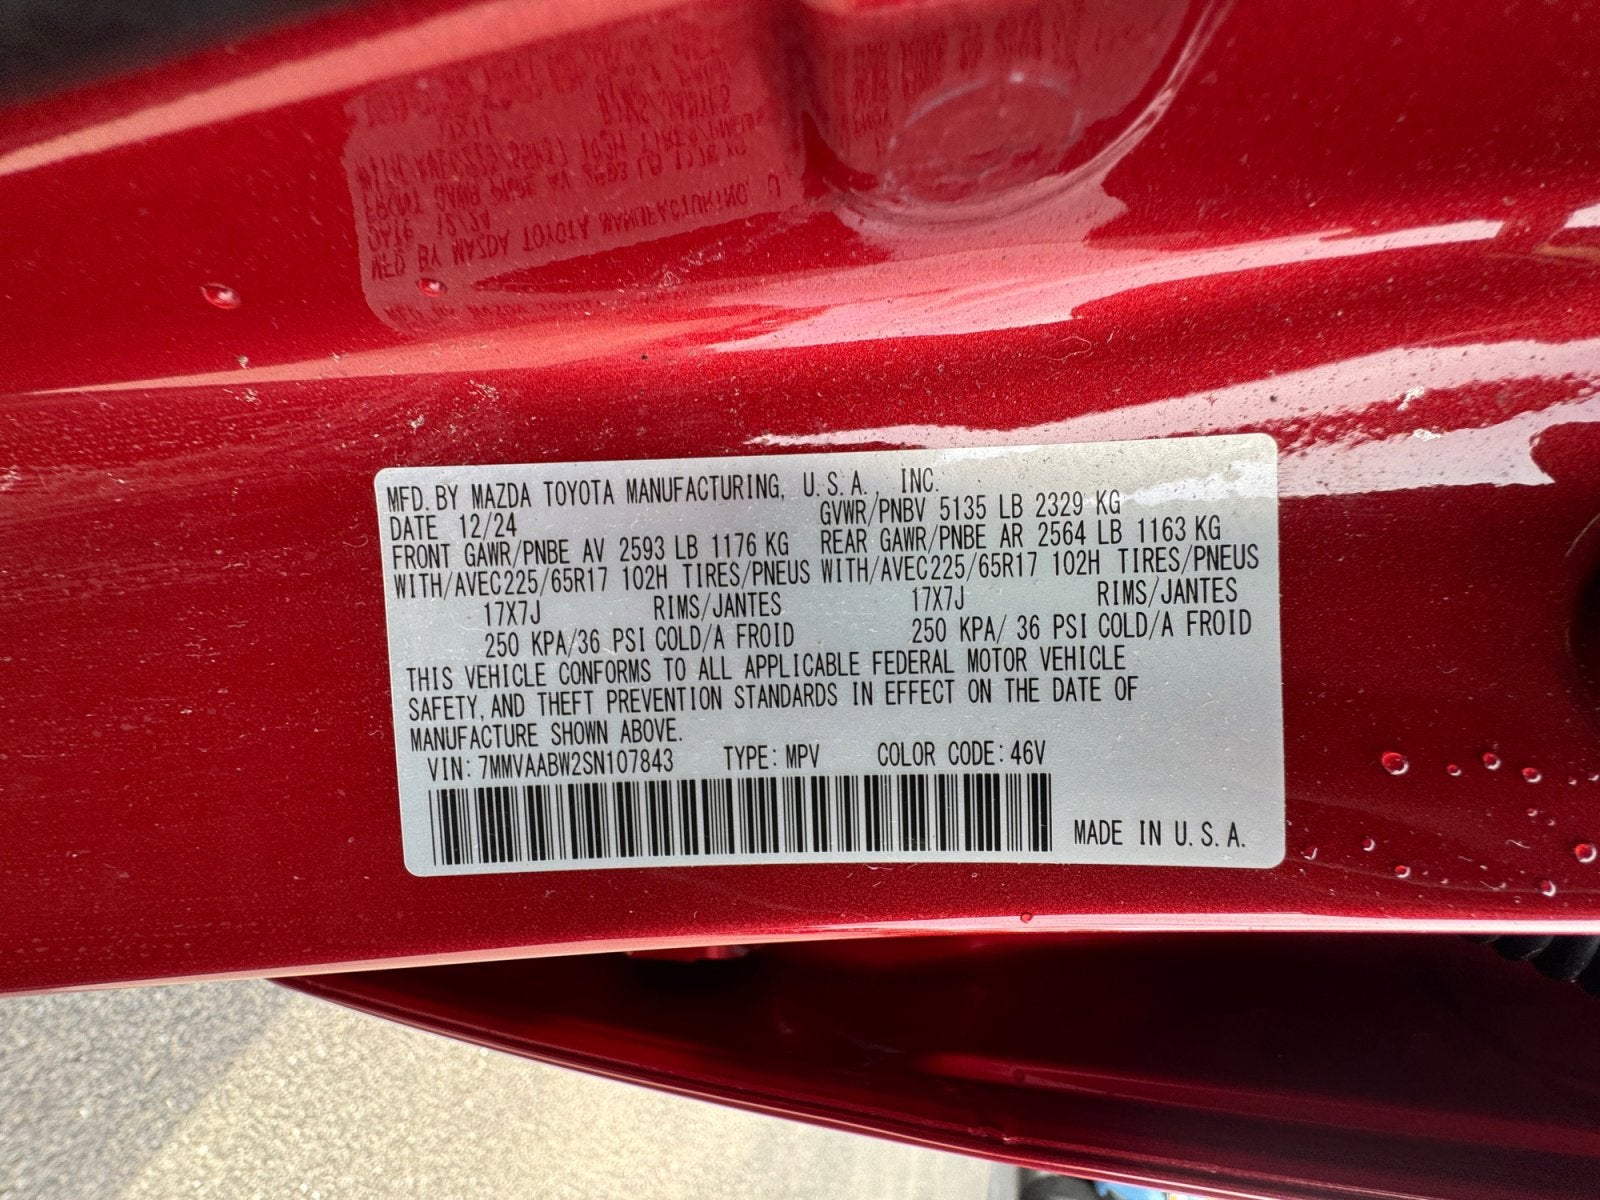 MFD. BY MAZDA TOYOTA MANUFACTURING, U.S.A. INC.
DATE 12/24 GVWR/PNBV 5135 LB 2329 KG
FRONT GAWR/PNBE AV 2593 LB 1176 KG REAR GAWR/PNBE AR 2564 LB 1163 KG
WITH/AVEC225/65R17 102H TIRES/PNEUS WITH/AVEC225/65R17 102H TIRES/PNEUS
17X7J RIMS/JANTES 17X7J RIMS/JANTES
250 KPA/36 PSI COLD/A FROID 250 KPA/ 36 PSI COLD/A FROID
THIS VEHICLE CONFORMS TO ALL APPLICABLE FEDERAL MOTOR VEHICLE
SAFETY, AND THEFT PREVENTION STANDARDS IN EFFECT ON THE DATE OF
MANUFACTURE SHOWN ABOVE.
VIN: 7MMVAABW2SN107843 TYPE: MPV COLOR CODE: 46V
MADE IN U.S.A.